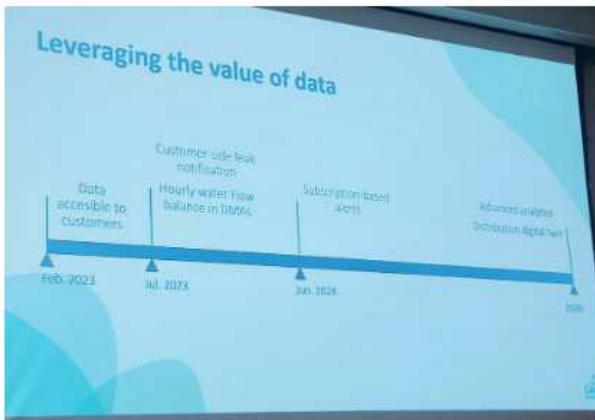 Leveraging the value of data
Customer side leak
notification
Data
accesible to
customers
Hourly water Flow
balance in DMAs
Subscription based
alerts
Advanced analytics
Distribution digital twin
Feb. 2023
Jul. 2023
Jun. 2024